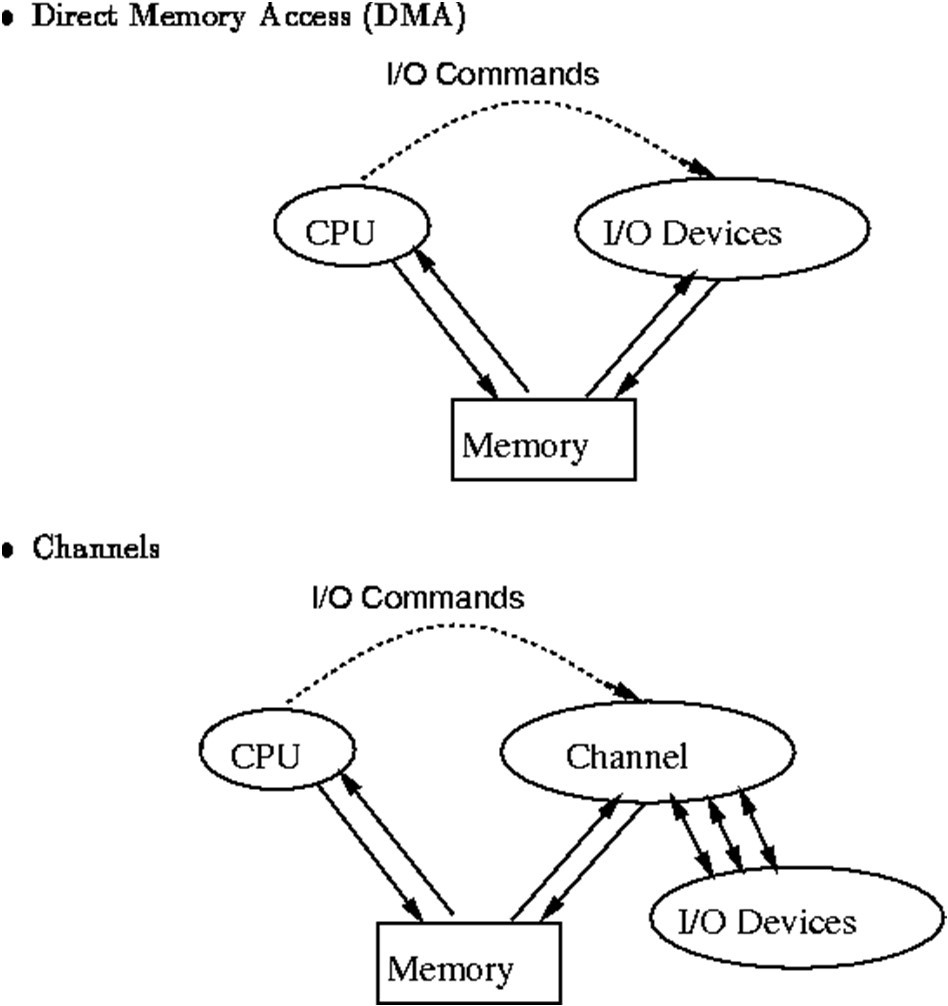 • Direct Memory Access (DMA)
I/O Commands
CPU
I/O Devices
Memory
• Channels
I/O Commands
CPU
Channel
I/O Devices
Memory